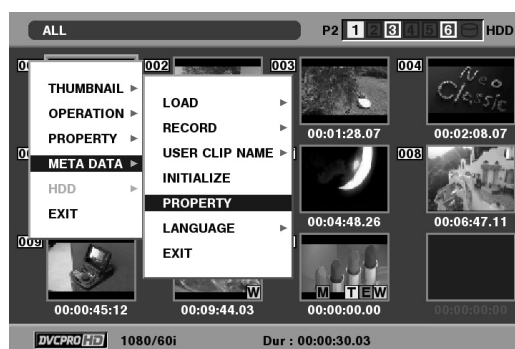 ALL
P2 1 2 3 4 5 6 HDD
002
003
004
00:01:28.07
00:02:08.07
Neo
Classic
THUMBNAIL
OPERATION
PROPERTY
META DATA
HDD
EXIT
LOAD
RECORD
USER CLIP NAME
INITIALIZE
PROPERTY
LANGUAGE
EXIT
008
00:04:48.26
00:06:47.11
009
W
M T E W
00:00:45:12
00:09:44.03
00:00:00.00
00:00:00:00
DVCPRO HD 1080/60i Dur : 00:00:30.03